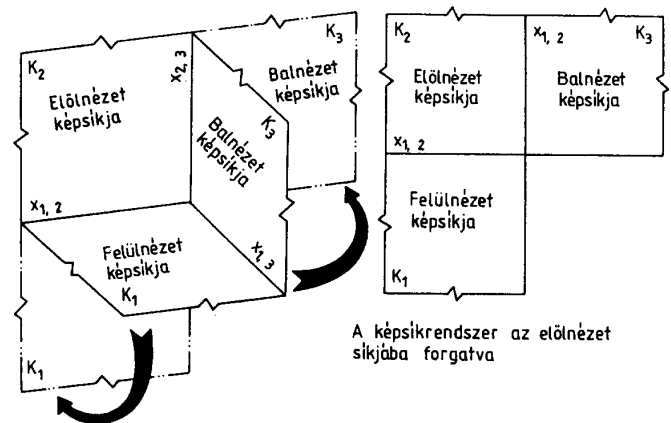 K2
Elölnézet
képsíkja
x2, 3
K3
Balnézet
képsíkja
K3
Balnézet
képsíkja
x1, 2
Felülnézet
képsíkja
x1, 3
K1
K1
K2
Elölnézet
képsíkja
x1, 2
x1, 2
K3
Balnézet
képsíkja
Felülnézet
képsíkja
K1
A képsíkrendszer az elölnézet
síkjába forgatva